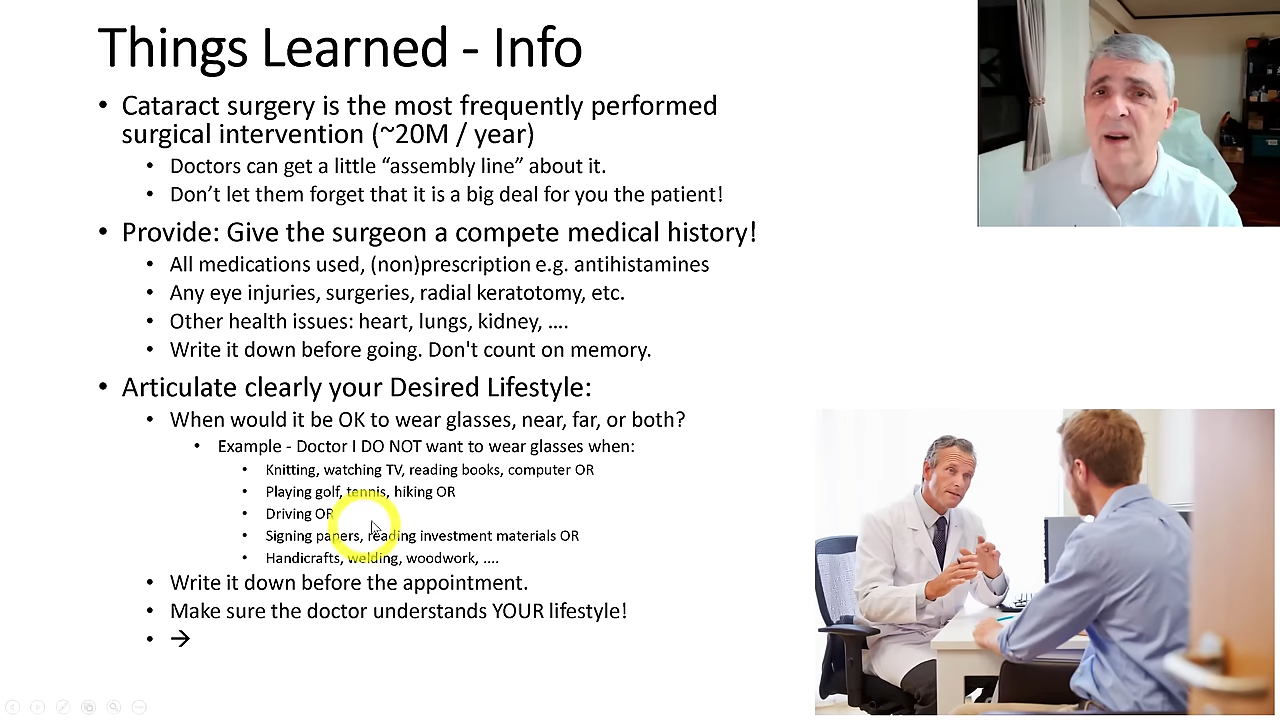 Things Learned - Info
• Cataract surgery is the most frequently performed
surgical intervention (~20M / year)
• Doctors can get a little “assembly line” about it.
• Don’t let them forget that it is a big deal for you the patient!
• Provide: Give the surgeon a compete medical history!
• All medications used, (non)prescription e.g. antihistamines
• Any eye injuries, surgeries, radial keratotomy, etc.
• Other health issues: heart, lungs, kidney, ....
• Write it down before going. Don't count on memory.
• Articulate clearly your Desired Lifestyle:
• When would it be OK to wear glasses, near, far, or both?
• Example - Doctor I DO NOT want to wear glasses when:
• Knitting, watching TV, reading books, computer OR
• Playing golf, tennis, hiking OR
• Driving OR
• Signing papers, reading investment materials OR
• Handicrafts, welding, woodwork, ....
• Write it down before the appointment.
• Make sure the doctor understands YOUR lifestyle!
• →